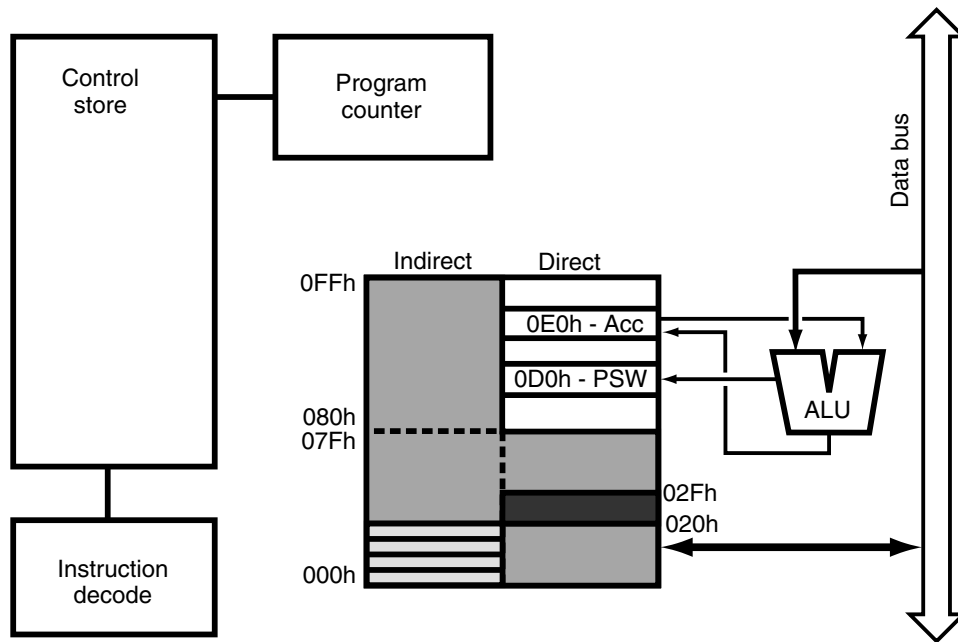 Control
store
Program
counter
Data bus
Indirect
Direct
0FFh
0E0h - Acc
0D0h - PSW
ALU
080h
07Fh
02Fh
020h
000h
Instruction
decode